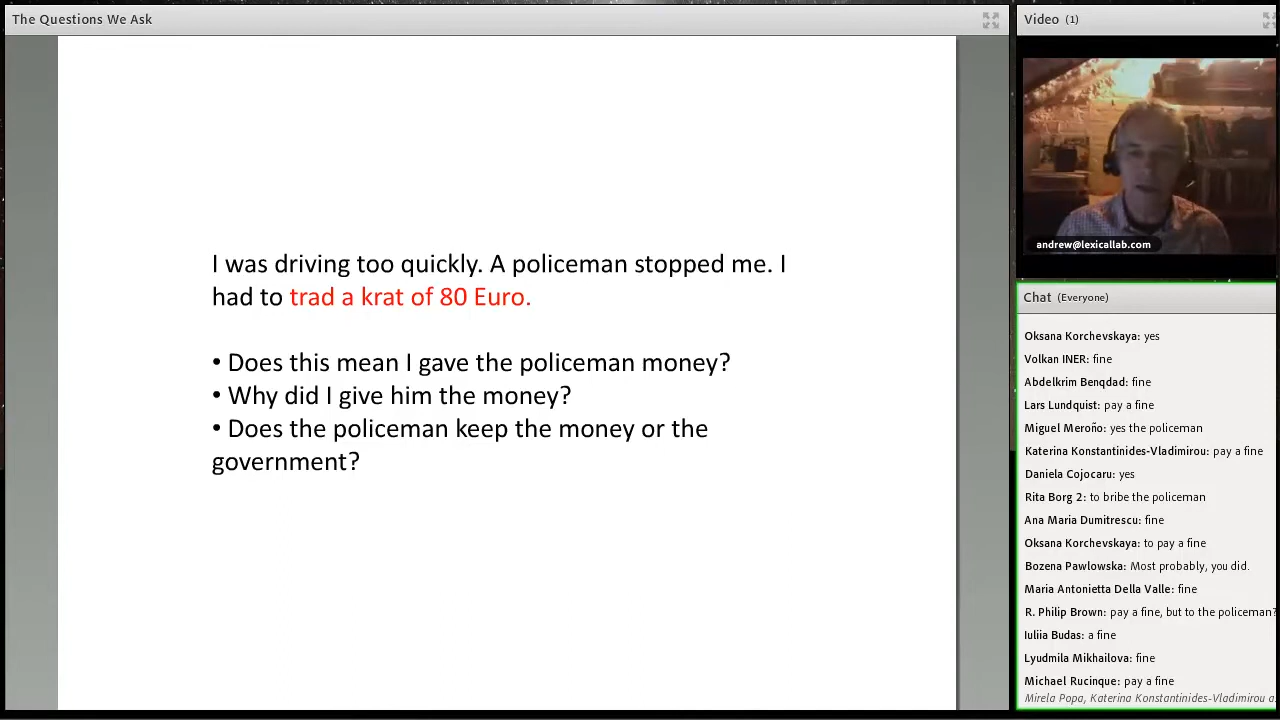 The Questions We Ask
I was driving too quickly. A policeman stopped me. I
had to trad a krat of 80 Euro.
• Does this mean I gave the policeman money?
• Why did I give him the money?
• Does the policeman keep the money or the
government?
Video (1)
andrew@lexicallab.com
Chat (Everyone)
Oksana Korchevskaya: yes
Volkan INER: fine
Abdelkrim Benqdad: fine
Lars Lundquist: pay a fine
Miguel Meroño: yes the policeman
Katerina Konstantinides-Vladimirou: pay a fine
Daniela Cojocaru: yes
Rita Borg 2: to bribe the policeman
Ana Maria Dumitrescu: fine
Oksana Korchevskaya: to pay a fine
Bozena Pawlowska: Most probably, you did.
Maria Antonietta Della Valle: fine
R. Philip Brown: pay a fine, but to the policeman?
Iuliia Budas: a fine
Lyudmila Mikhailova: fine
Michael Rucinque: pay a fine
Mirela Popa, Katerina Konstantinides-Vladimirou a